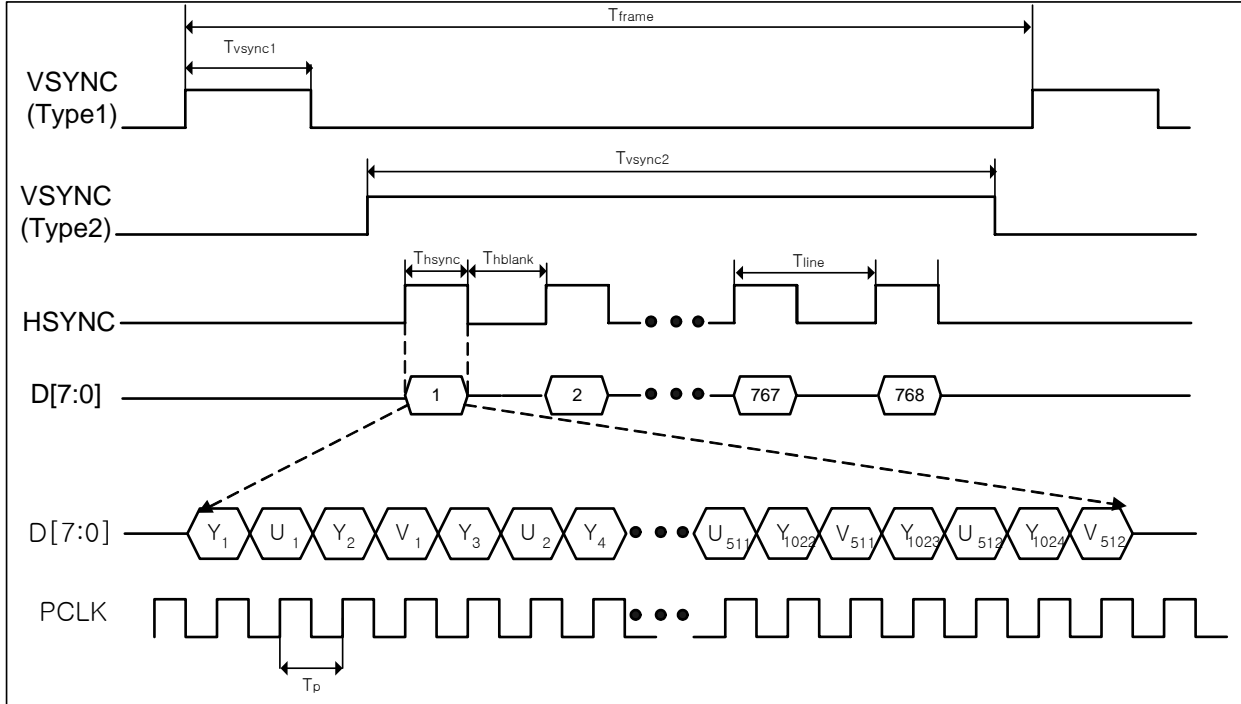 Tframe
Tvsync1
VSYNC
(Type1)
Tvsync2
VSYNC
(Type2)
Thsync Thblank Tline
HSYNC
D[7:0] 1 2 767 768
D[7:0] Y1 U1 Y2 V1 Y3 U2 Y4 U511 Y1022 V511 Y1023 U512 Y1024 V512
PCLK
Tp